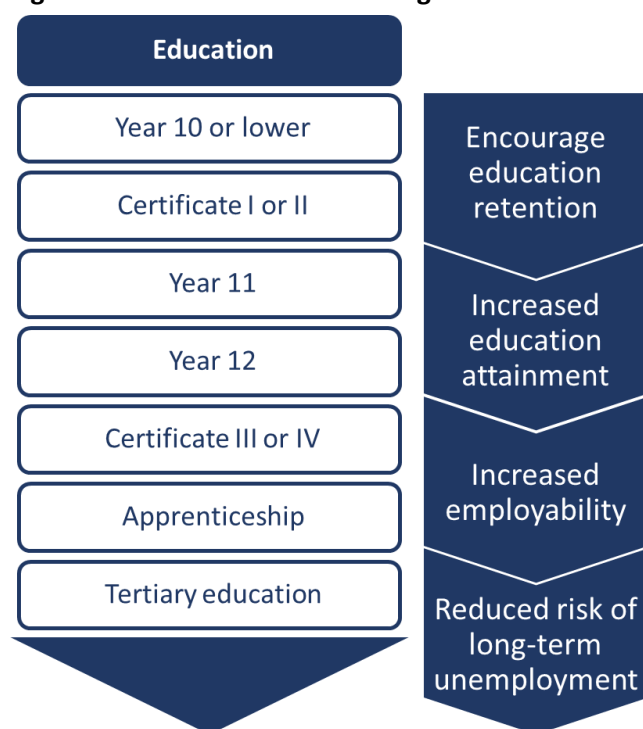 Education
Year 10 or lower
Certificate I or II
Year 11
Year 12
Certificate III or IV
Apprenticeship
Tertiary education
Encourage
education
retention
Increased
education
attainment
Increased
employability
Reduced risk of
long-term
unemployment